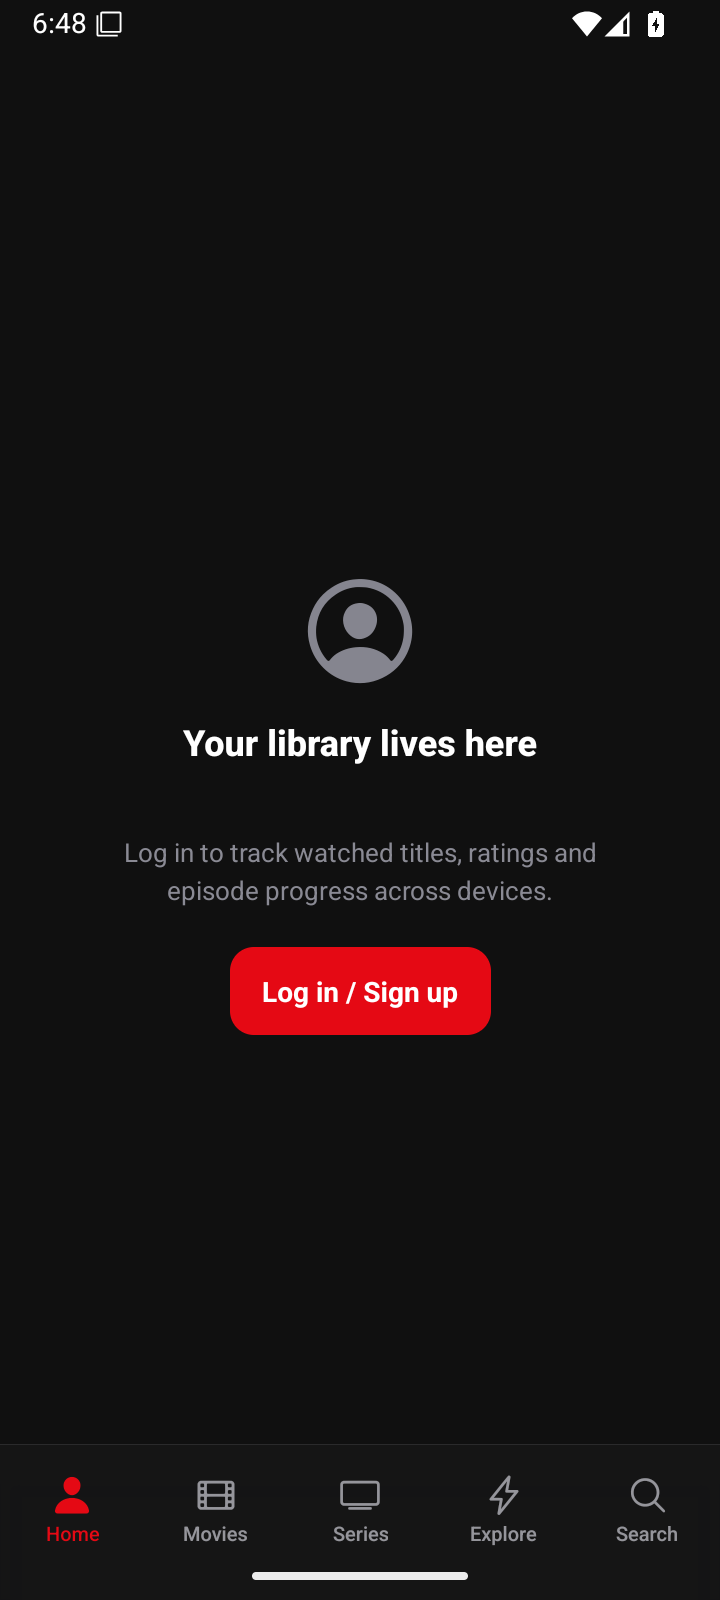 6:48
Your library lives here
Log in to track watched titles, ratings and
episode progress across devices.
Log in / Sign up
Home Movies Series Explore Search